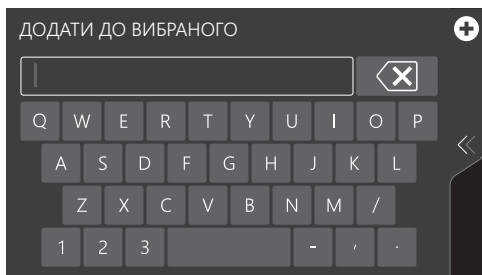 ДОДАТИ ДО ВИБРАНОГО
Q W E R T Y U I O P
A S D F G H J K L
Z X C V B N M /
1 2 3 - , .